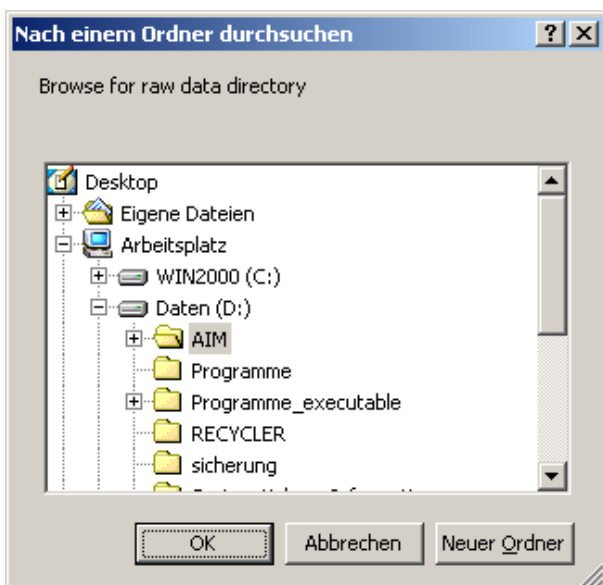 Nach einem Ordner durchsuchen
Browse for raw data directory
Desktop
Eigene Dateien
Arbeitsplatz
WIN2000 (C:)
Daten (D:)
AIM
Programme
Programme_executable
RECYCLER
sicherung
OK Abbrechen Neuer Ordner